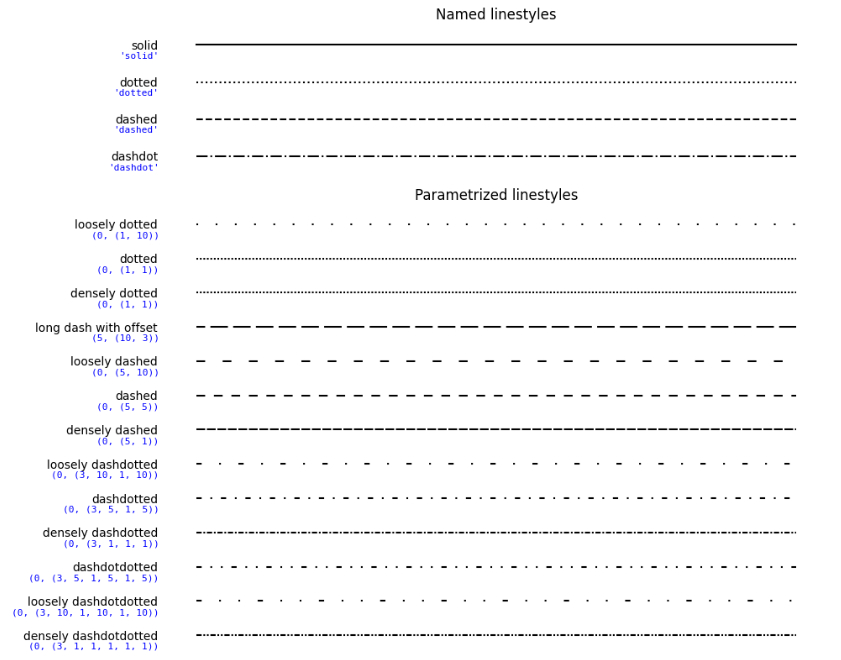 Named linestyles
solid
'solid'
dotted
'dotted'
dashed
'dashed'
dashdot
'dashdot'
Parametrized linestyles
loosely dotted
(0, (1, 10))
dotted
(0, (1, 1))
densely dotted
(0, (1, 1))
long dash with offset
(5, (10, 3))
loosely dashed
(0, (5, 10))
dashed
(0, (5, 5))
densely dashed
(0, (5, 1))
loosely dashdotted
(0, (3, 10, 1, 10))
dashdotted
(0, (3, 5, 1, 5))
densely dashdotted
(0, (3, 1, 1, 1))
dashdotdotted
(0, (3, 5, 1, 5, 1, 5))
loosely dashdotdotted
(0, (3, 10, 1, 10, 1, 10))
densely dashdotdotted
(0, (3, 1, 1, 1, 1, 1))